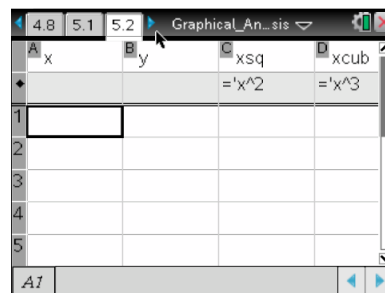 4.8 5.1 5.2 Graphical_An…sis
A x B y C xsq D xcub
='x^2 ='x^3
1
2
3
4
5
A1